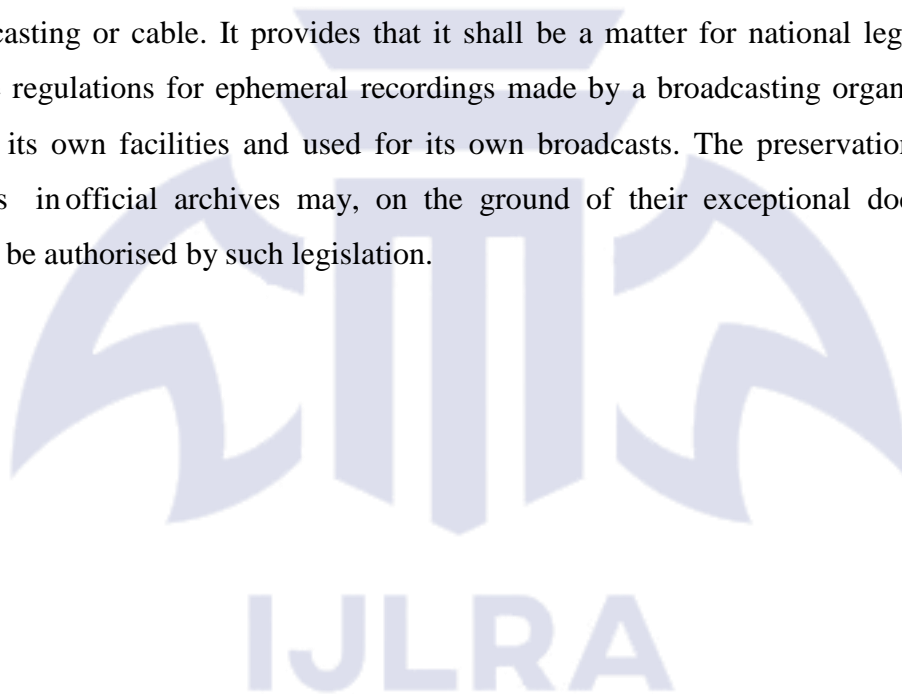 casting or cable. It provides that it shall be a matter for national leg
regulations for ephemeral recordings made by a broadcasting organ
its own facilities and used for its own broadcasts. The preservation
s in official archives may, on the ground of their exceptional doc
be authorised by such legislation.
IJLRA